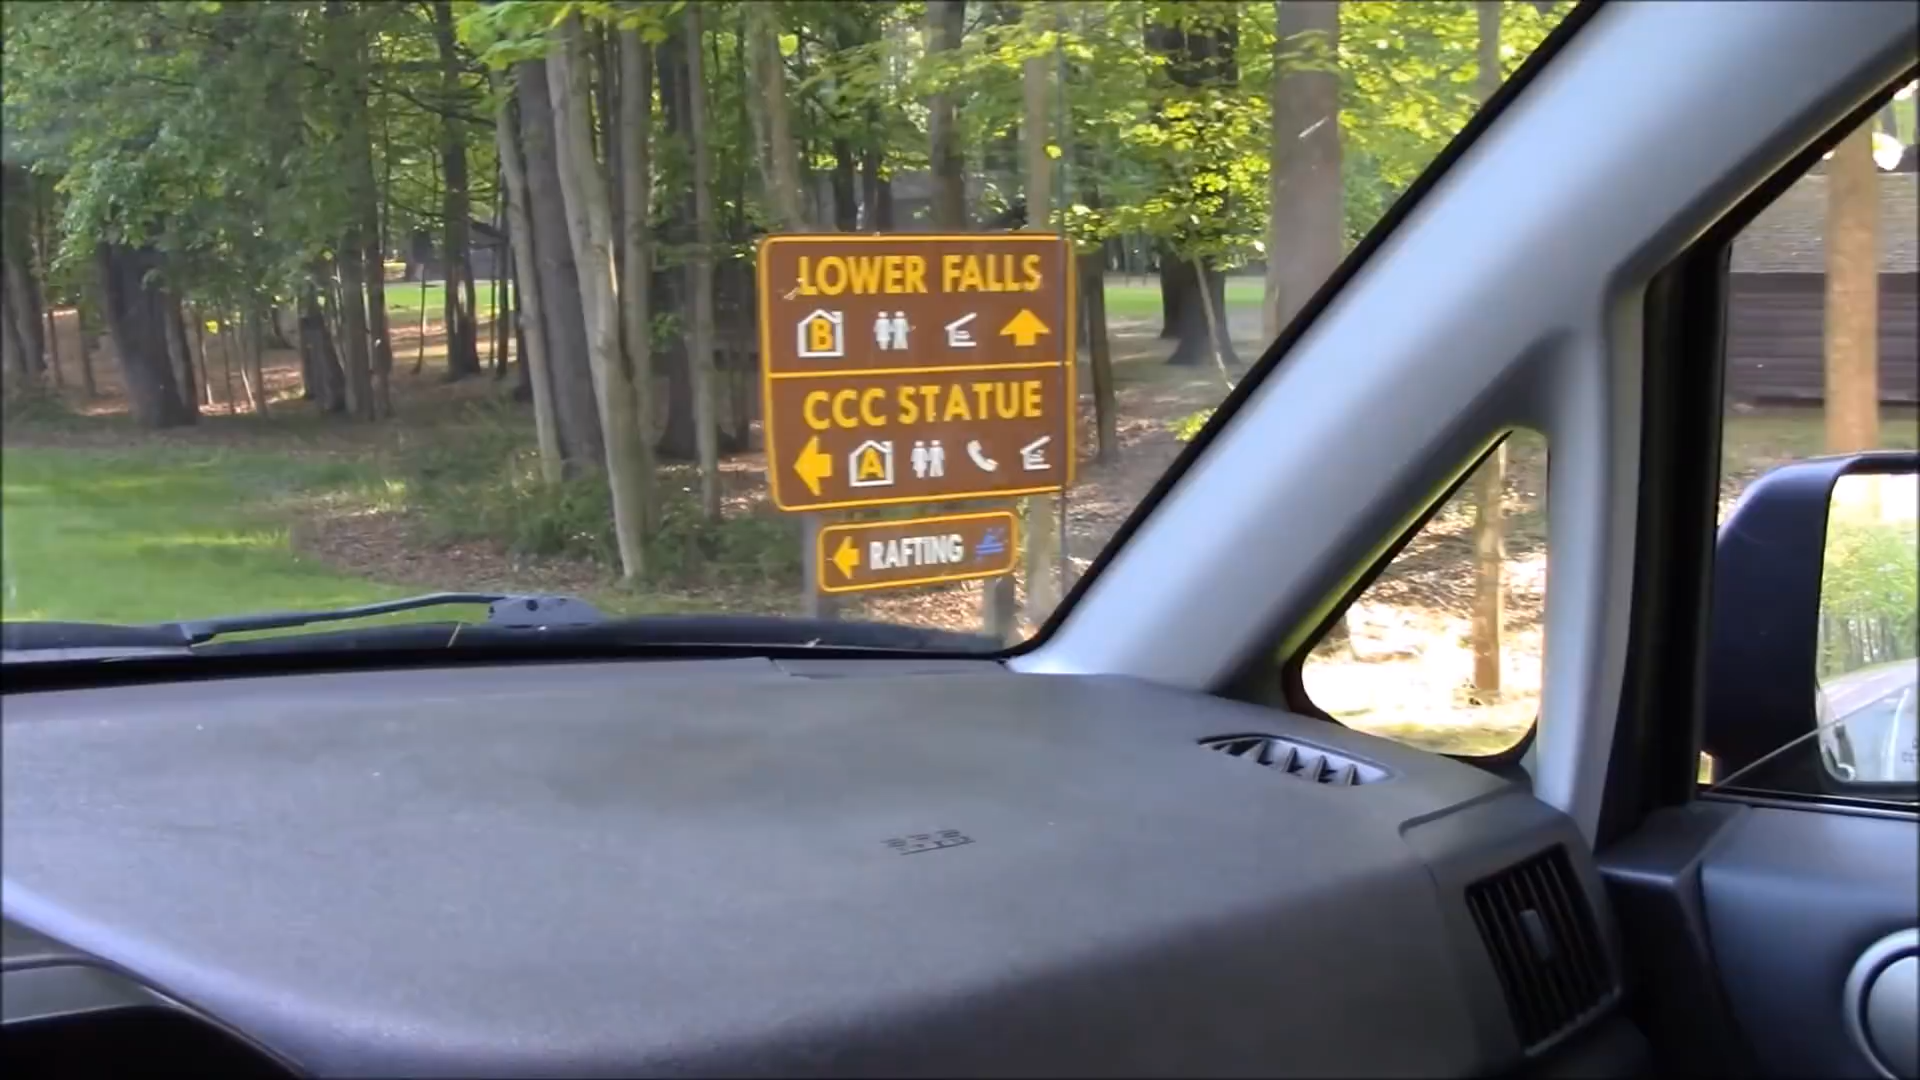 LOWER FALLS
B
CCC STATUE
A
RAFTING